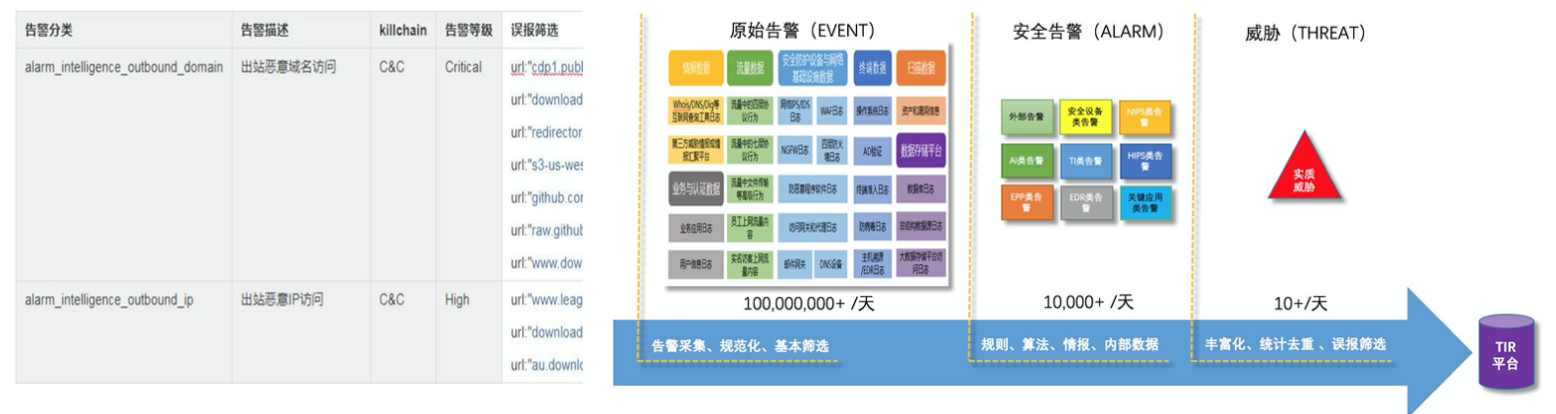 告警分类 告警描述 killchain 告警等级 误报筛选
alarm_intelligence_outbound_domain 出站恶意域名访问 C&C Critical url:"cdp1.publ
url:"download
url:"redirector
url:"s3-us-wes
url:"github.cor
url:"raw.github
url:"www.dow
alarm_intelligence_outbound_ip 出站恶意IP访问 C&C High url:"www.leag
url:"download
url:"au.downlo
原始告警（EVENT）
情报数据 流量数据 安全防护设备与网络基础设施数据 终端数据 扫描数据
Whois/DNS/Dig等互联网查询工具日志 流量中的四层协议行为 网络IPS/IDS日志 WAF日志 操作系统日志 资产和漏洞信息
第三方威胁情报或情报汇聚平台 流量中的七层协议行为 NGFW日志 四层防火墙日志 AD验证 数据存储平台
业务与认证数据 流量中文件传输等高级行为 防恶意程序软件日志 终端准入日志 数据库日志
业务应用日志 员工上网流量内容 访问网关和代理日志 防病毒日志 非结构数据源日志
用户信息日志 实名访客上网流量内容 邮件网关 DNS设备 主机溯源/EDR日志 大数据存储平台访问日志
100,000,000+ /天
告警采集、规范化、基本筛选
安全告警（ALARM）
外部告警 安全设备类告警 NIPS类告警
AI类告警 TI类告警 HIPS类告警
EPP类告警 EDR类告警 关键应用类告警
10,000+ /天
规则、算法、情报、内部数据
威胁（THREAT）
实质
威胁
10+/天
丰富化、统计去重 、误报筛选
TIR
平台